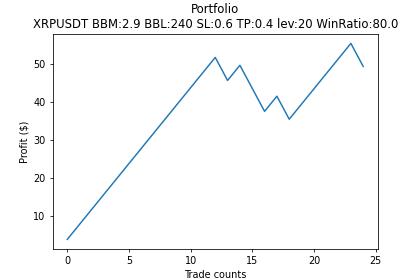 Portfolio
XRPUSDT BBM:2.9 BBL:240 SL:0.6 TP:0.4 lev:20 WinRatio:80.0
50
40
30
20
10
Profit ($)
0 5 10 15 20 25
Trade counts